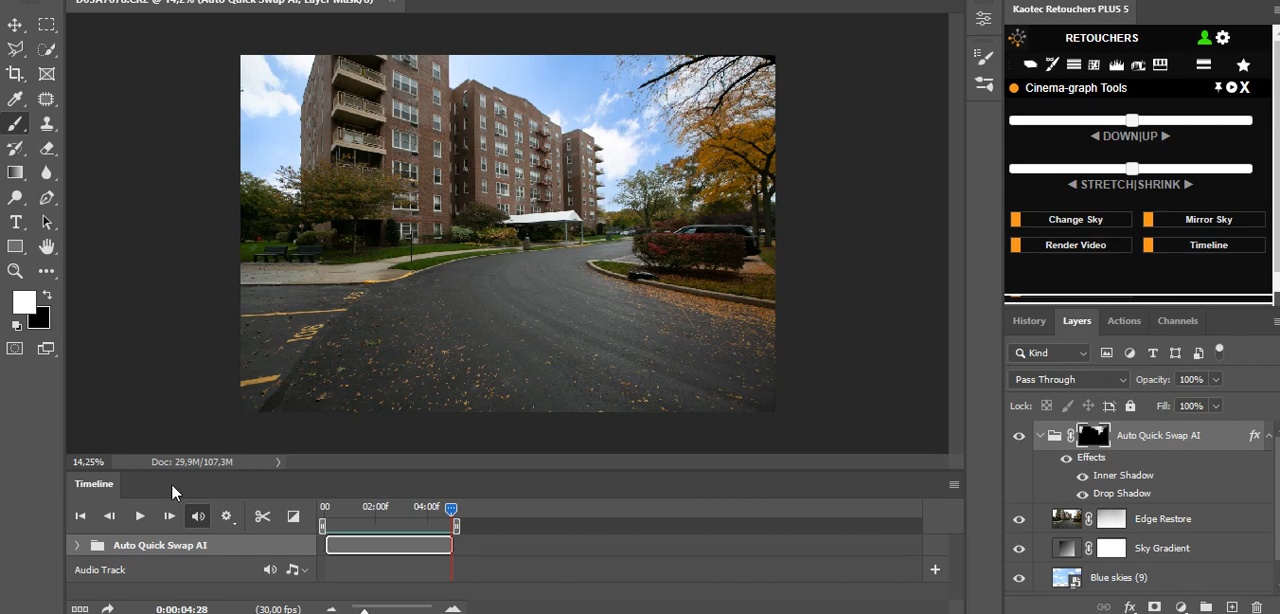 Kaotec Retouchers PLUS 5
RETOUCHERS
Cinema-graph Tools
X
◀ DOWN|UP ▶
◀ STRETCH|SHRINK ▶
Change Sky
Mirror Sky
Render Video
Timeline
History
Layers
Actions
Channels
Kind
Pass Through
Opacity: 100%
Lock:
Fill: 100%
Auto Quick Swap AI
fx
Effects
Inner Shadow
Drop Shadow
Edge Restore
Sky Gradient
Blue skies (9)
fx
14,25%
Doc: 29,9M/107,3M
Timeline
00
02:00f
04:00f
Auto Quick Swap AI
Audio Track
0:00:04:28
(30,00 fps)